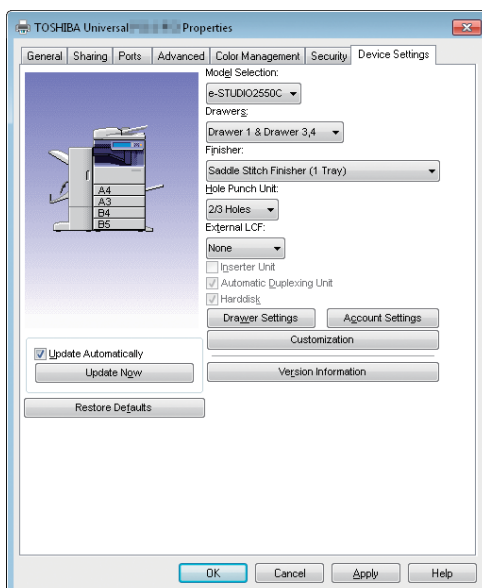 TOSHIBA Universal Properties
General Sharing Ports Advanced Color Management Security Device Settings
Model Selection:
e-STUDIO2550C
Drawers:
Drawer 1 & Drawer 3,4
Finisher:
Saddle Stitch Finisher (1 Tray)
Hole Punch Unit:
2/3 Holes
External LCF:
None
Inserter Unit
Automatic Duplexing Unit
Harddisk
Drawer Settings Account Settings
Customization
Version Information
A4
A3
B4
B5
Update Automatically
Update Now
Restore Defaults
OK Cancel Apply Help